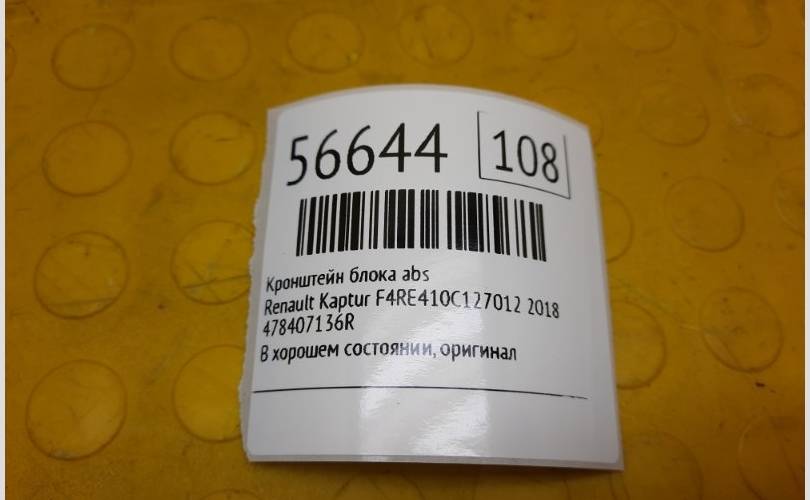 56644 108
Кронштейн блока abs
Renault Kaptur F4RE410C127012 2018
478407136R
В хорошем состоянии, оригинал